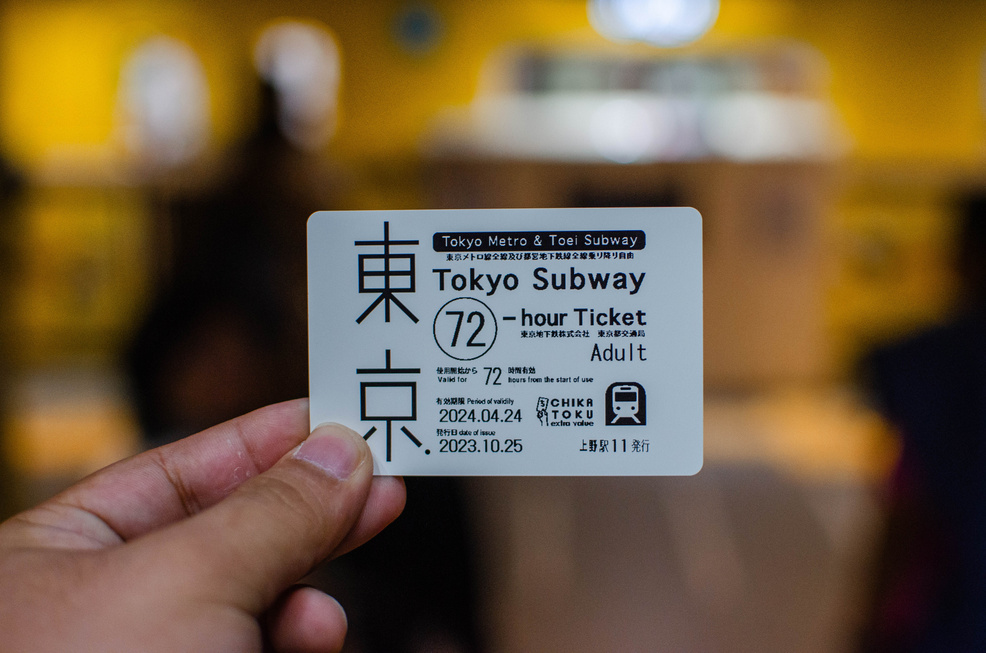 東京
Tokyo Metro & Toei Subway
東京メトロ線全線及び都営地下鉄線全線乗り降り自由
Tokyo Subway
72-hour Ticket
東京地下鉄株式会社 東京都交通局
Adult
使用開始から 72 時間有効
Valid for hours from the start of use
有効期限 Period of validity
2024.04.24
発行日 date of issue
2023.10.25
CHIKA
TOKU
extra value
上野駅11発行